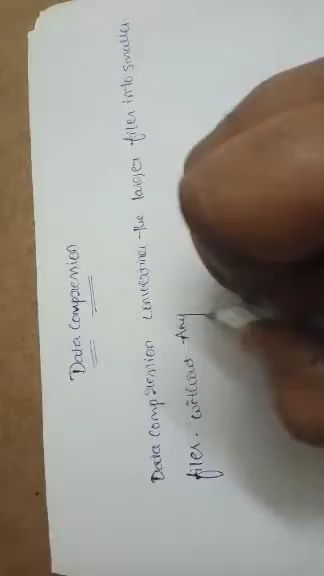 Data Compression
Data Compression converting the larger files into smaller
files. without Any